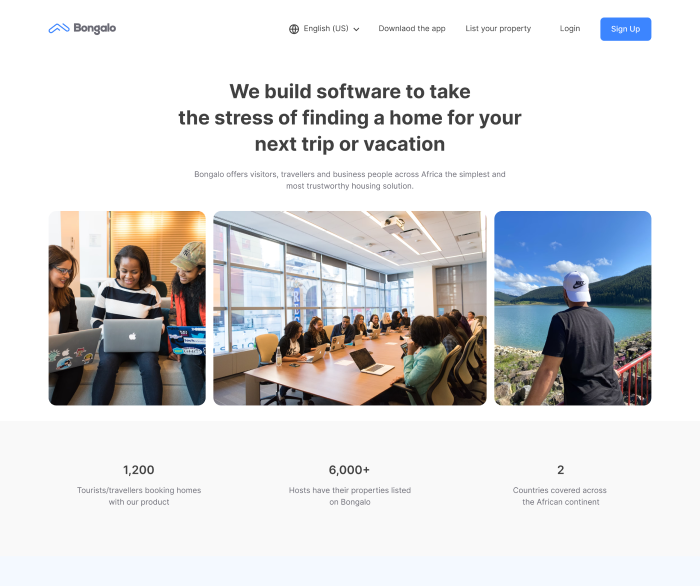 Bongalo
English (US)
Downlaod the app
List your property
Login
Sign Up
We build software to take
the stress of finding a home for your
next trip or vacation
Bongalo offers visitors, travellers and business people across Africa the simplest and
most trustworthy housing solution.
1,200
Tourists/travellers booking homes
with our product
6,000+
Hosts have their properties listed
on Bongalo
2
Countries covered across
the African continent